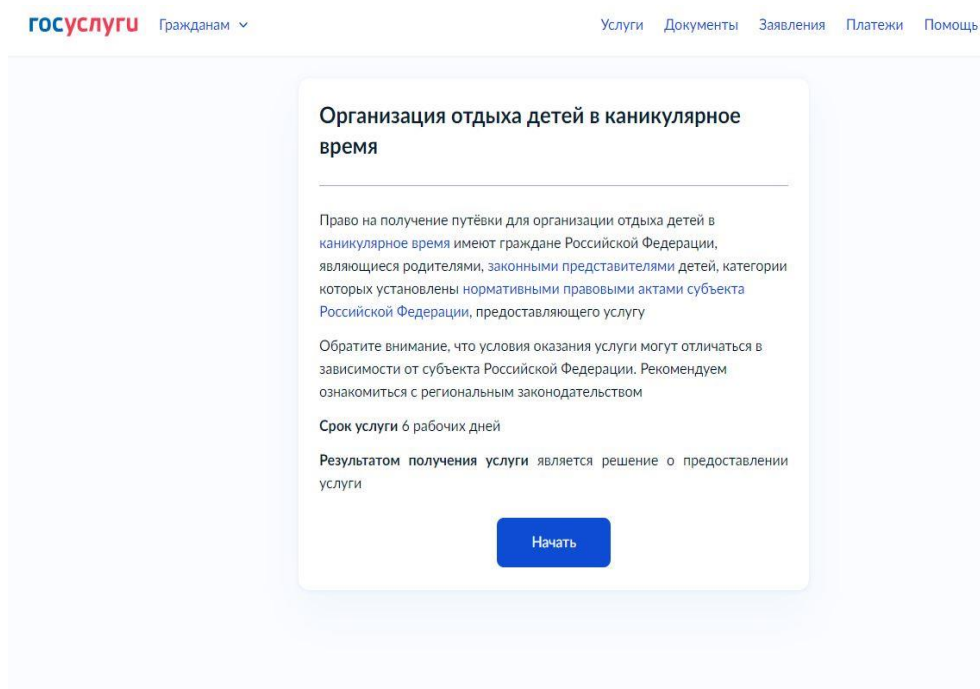 госуслуги Гражданам Услуги Документы Заявления Платежи Помощь
Организация отдыха детей в каникулярное
время
Право на получение путёвки для организации отдыха детей в
каникулярное время имеют граждане Российской Федерации,
являющиеся родителями, законными представителями детей, категории
которых установлены нормативными правовыми актами субъекта
Российской Федерации, предоставляющего услугу
Обратите внимание, что условия оказания услуги могут отличаться в
зависимости от субъекта Российской Федерации. Рекомендуем
ознакомиться с региональным законодательством
Срок услуги 6 рабочих дней
Результатом получения услуги является решение о предоставлении
услуги
Начать